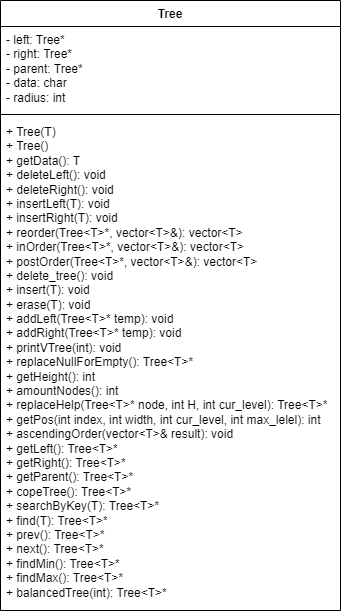 Tree
- left: Tree*
- right: Tree*
- parent: Tree*
- data: char
- radius: int
+ Tree(T)
+ Tree()
+ getData(): T
+ deleteLeft(): void
+ deleteRight(): void
+ insertLeft(T): void
+ insertRight(T): void
+ reorder(Tree<T>*, vector<T>&): vector<T>
+ inOrder(Tree<T>*, vector<T>&): vector<T>
+ postOrder(Tree<T>*, vector<T>&): vector<T>
+ delete_tree(): void
+ insert(T): void
+ erase(T): void
+ addLeft(Tree<T>* temp): void
+ addRight(Tree<T>* temp): void
+ printVTree(int): void
+ replaceNullForEmpty(): Tree<T>*
+ getHeight(): int
+ amountNodes(): int
+ replaceHelp(Tree<T>* node, int H, int cur_level): Tree<T>*
+ getPos(int index, int width, int cur_level, int max_lelel): int
+ ascendingOrder(vector<T>& result): void
+ getLeft(): Tree<T>*
+ getRight(): Tree<T>*
+ getParent(): Tree<T>*
+ copeTree(): Tree<T>*
+ searchByKey(T): Tree<T>*
+ find(T): Tree<T>*
+ prev(): Tree<T>*
+ next(): Tree<T>*
+ findMin(): Tree<T>*
+ findMax(): Tree<T>*
+ balancedTree(int): Tree<T>*